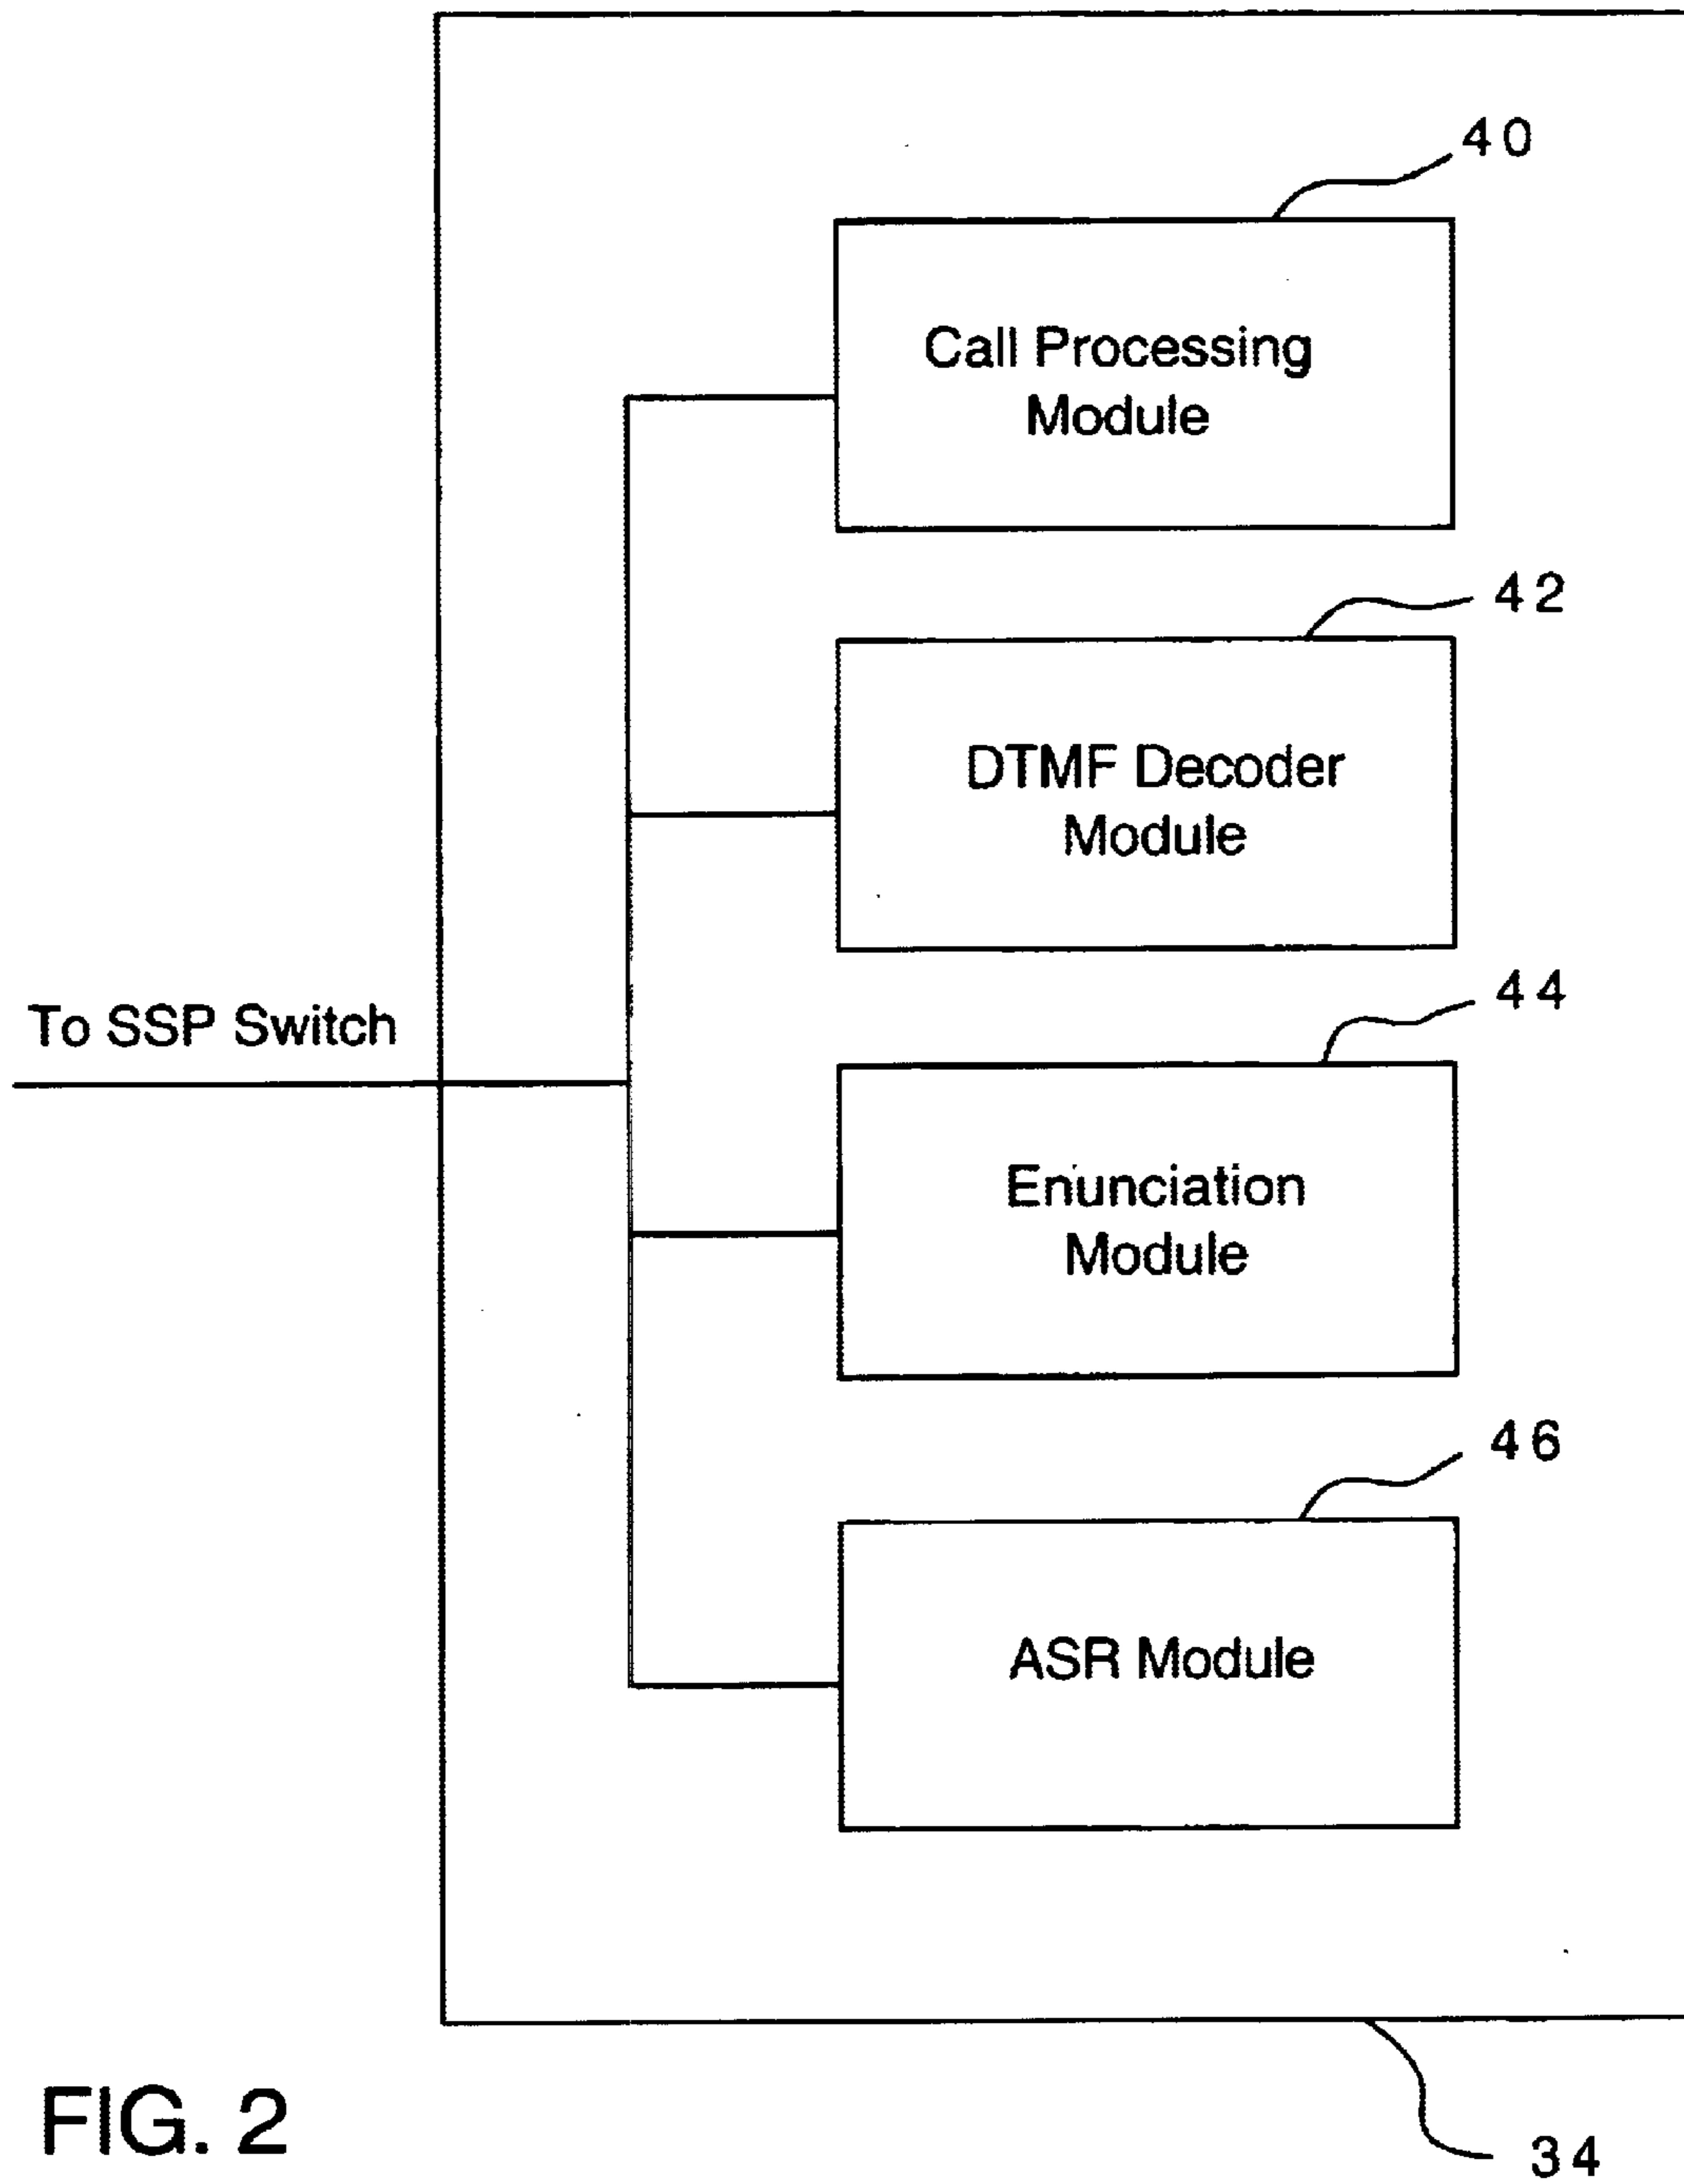 40
Call Processing
Module
42
DTMF Decoder
Module
To SSP Switch
44
Enunciation
Module
46
ASR Module
FIG. 2
34